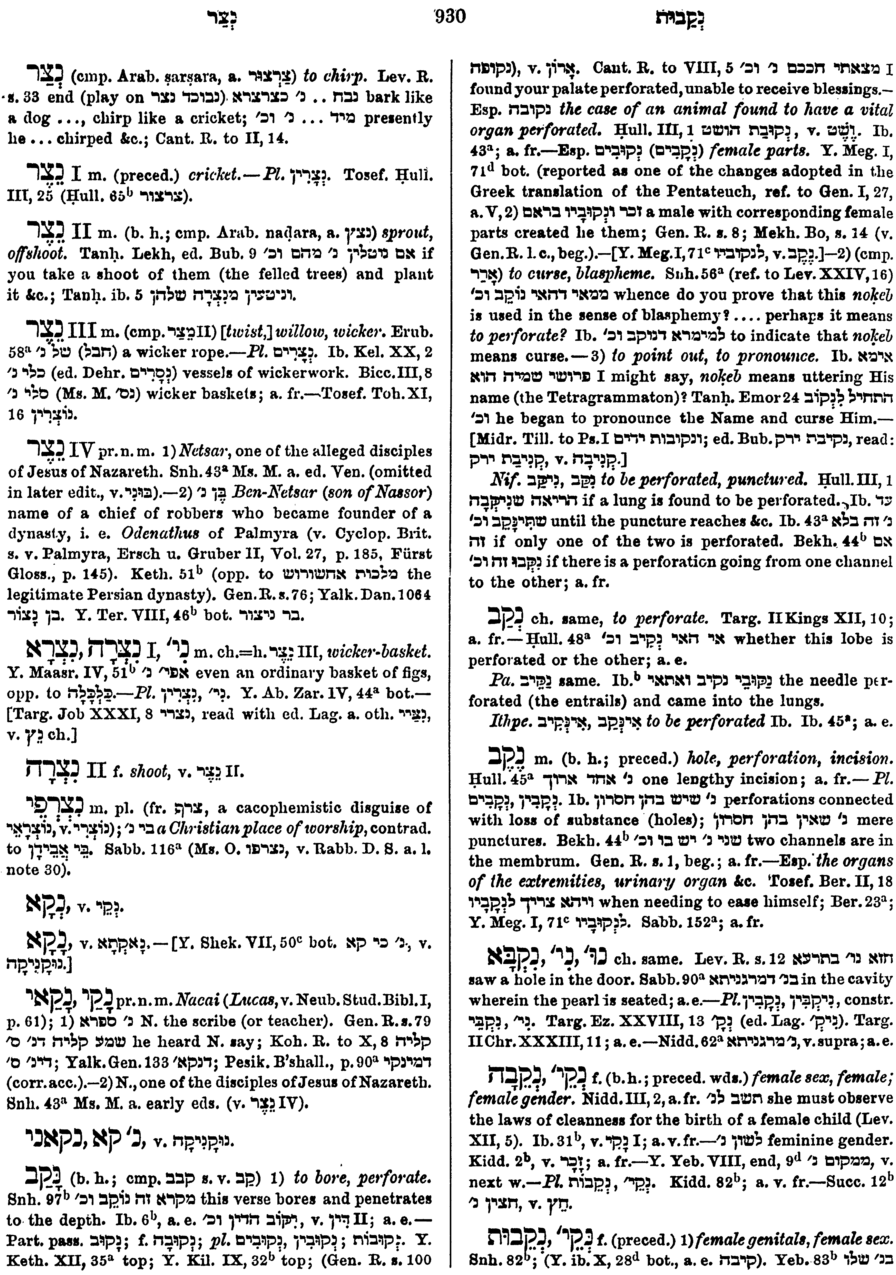 נְצַר 930 נְקֵבוּת
נְצַר (cmp. Arab. ṣarṣara, a. צִרְצוּר) to chirp. Lev. R.
s. 33 end (play on נבוכד נצר) נבח .. נ׳ כצרצרא bark like
a dog ..., chirp like a cricket; מיד ... נ׳ וכ׳ presently
he ... chirped &c.; Cant. R. to II, 14.
נֶצֶר I m. (preced.) cricket.—Pl. נְצָרִין. Tosef. Ḥull.
III, 25 (Ḥull. 65b צרצור).
נֶצֶר II m. (b. h.; cmp. Arab. naḍara, a. נצץ) sprout,
offshoot. Tanḥ. Lekh, ed. Bub. 9 אם נוטלין נ׳ מהם וכ׳ if
you take a shoot of them (the felled trees) and plant
it &c.; Tanḥ. ib. 5 ונוטעין מִנִּצְרָהּ שלהן.
נֶצֶר III m. (cmp. מצר II) [twist,] willow, wicker. Erub.
58a של נ׳ (חבל) a wicker rope.—Pl. נְצָרִים. Ib. Kel. XX, 2
כלי נ׳ (ed. Dehr. נְסָרִים) vessels of wickerwork. Bicc. III, 8
סלי נ׳ (Ms. M. נס׳) wicker baskets; a. fr.—Tosef. Toh. XI,
16 נוֹצְרִין.
נֶצֶר IV pr. n. m. 1) Netsar, one of the alleged disciples
of Jesus of Nazareth. Snh. 43a Ms. M. a. ed. Ven. (omitted
in later edit., v. בּוּנִי).—2) בֶּן נ׳ Ben-Netsar (son of Nassor)
name of a chief of robbers who became founder of a
dynasty, i. e. Odenathus of Palmyra (v. Cyclop. Brit.
s. v. Palmyra, Ersch u. Gruber II, Vol. 27, p. 185, Fürst
Gloss., p. 145). Keth. 51b (opp. to מלכות אחשורוש the
legitimate Persian dynasty). Gen. R. s. 76; Yalk. Dan. 1064
בן נָצוֹר. Y. Ter. VIII, 46b bot. בר ניצור.
נִצְרָא, נִצְרָה I, נֵי׳ m. ch.=h. נֶצֶר III, wicker-basket.
Y. Maasr. IV, 51b אפי׳ נ׳ even an ordinary basket of figs,
opp. to כַּלְכָּלָה.—Pl. נִצְרִין, נֵי׳. Y. Ab. Zar. IV, 44a bot.—
[Targ. Job XXXI, 8 נצרי, read with ed. Lag. a. oth. נִצַּיי,
v. נֵץ ch.]
נִצְרָה II f. shoot, v. נֶצֶר II.
נִצְרְפֵי m. pl. (fr. צרף, a cacophemistic disguise of
נוֹצְרָאֵי, v. נוֹצְרִי); בי נ׳ a Christian place of worship, contrad.
to בֵּי אֲבִידָן. Sabb. 116a (Ms. O. נצרפו, v. Rabb. D. S. a. l.
note 30).
נְקָא, v. נְקִי.
נָקָא, v. נָאקְתָא.—[Y. Shek. VII, 50c bot. נ׳ כי קא, v.
נוּקְנִיקָה.]
נַקַּאי, נַקַּי pr. n. m. Nacai (Lucas, v. Neub. Stud. Bibl. I,
p. 61); 1) נ׳ ספרא N. the scribe (or teacher). Gen. R. s. 79
שמע קליה דנ׳ ס׳ he heard N. say; Koh. R. to X, 8 קליה
דינ׳ ס׳; Yalk. Gen. 133 דנקא׳; Pesik. B'shall., p. 90a דמינקי
(corr. acc.).—2) N., one of the disciples of Jesus of Nazareth.
Snh. 43a Ms. M. a. early eds. (v. נֶצֶר IV).
נ׳ קא, נקאני, v. נוּקְנִיקָה.
נָקַב (b. h.; cmp. קבב s. v. קב) 1) to bore, perforate.
Snh. 97b מקרא זה נוֹקֵב וכ׳ this verse bores and penetrates
to the depth. Ib. 6b, a. e. יִקּוֹב הדין וכ׳, v. דִּין II; a. e.—
Part. pass. נָקוּב; f. נְקוּבָה; pl. נְקוּבִים, נְקוּבִין; נְקוּבוֹת. Y.
Keth. XII, 35a top; Y. Kil. IX, 32b top; (Gen. R. s. 100
נקופה), v. אָרוֹן. Cant. R. to VIII, 5 מצאתי חככם נ׳ וכ׳ I
found your palate perforated, unable to receive blessings.—
Esp. נקובה the case of an animal found to have a vital
organ perforated. Ḥull. III, 1 נְקוּבַת הושט, v. וֵשֶׁט. Ib.
43a; a. fr.—Esp. נְקוּבִים (נְקָבִים) female parts. Y. Meg. I,
71d bot. (reported as one of the changes adopted in the
Greek translation of the Pentateuch, ref. to Gen. I, 27,
a. V, 2) זכר ונְקוּבָיו בראם a male with corresponding female
parts created he them; Gen. R. s. 8; Mekh. Bo, s. 14 (v.
Gen. R. l. c., beg.).—[Y. Meg. I, 71c לנקוביו, v. נֶקֶב.]—2) (cmp.
אָרַר) to curse, blaspheme. Snh. 56a (ref. to Lev. XXIV, 16)
ממאי דהאי נוֹקֵב וכ׳ whence do you prove that this nokeb
is used in the sense of blasphemy? .... perhaps it means
to perforate? Ib. למימרא דנוקב וכ׳ to indicate that nokeb
means curse.—3) to point out, to pronounce. Ib. אימא
פרושי שמיה הוא I might say, nokeb means uttering His
name (the Tetragrammaton)? Tanḥ. Emor 24 התחיל לִנְקוֹב
וכ׳ he began to pronounce the Name and curse Him.—
[Midr. Till. to Ps. I ונקובות ידים; ed. Bub. נקיבת ירק, read:
קְנִיבַת ירק, v. קְנִיבָה.]
Nif. נִקַּב, נִיקַּב to be perforated, punctured. Ḥull. III, 1
הריאה שנִיקְּבָה if a lung is found to be perforated. Ib. עד
שתִּינָּקֵב וכ׳ until the puncture reaches &c. Ib. 43a נ׳ זה בלא
זה if only one of the two is perforated. Bekh. 44b אם
נִקְּבוּ זה וכ׳ if there is a perforation going from one channel
to the other; a. fr.
נְקַב ch. same, to perforate. Targ. II Kings XII, 10;
a. fr.—Ḥull. 48a אי האי נְקִיב וכ׳ whether this lobe is
perforated or the other; a. e.
Pa. נַקֵּיב same. Ib.b נַקּוּבֵי נקיב ואתאי the needle per-
forated (the entrails) and came into the lungs.
Ithpe. אִינְּקַב, אִינְּקִיב to be perforated Ib. Ib. 45a; a. e.
נֶקֶב m. (b. h.; preced.) hole, perforation, incision.
Ḥull. 45a נ׳ אחד ארוך one lengthy incision; a. fr.—Pl.
נְקָבִים, נְקָבִין. Ib. נ׳ שיש בהן חסרון perforations connected
with loss of substance (holes); נ׳ שאין בהן חסרון mere
punctures. Bekh. 44b שני נ׳ יש בו וכ׳ two channels are in
the membrum. Gen. R. s. 1, beg.; a. fr.—Esp. the organs
of the extremities, urinary organ &c. Tosef. Ber. II, 18
ויהא צריך לִנְקָבָיו when needing to ease himself; Ber. 23a;
Y. Meg. I, 71c לִנְקוּבָיו. Sabb. 152a; a. fr.
נִקְבָּא, נֵי׳, נוּ׳ ch. same. Lev. R. s. 12 חזא נו׳ בתרעא
saw a hole in the door. Sabb. 90a בנ׳ דמרגניתא in the cavity
wherein the pearl is seated; a. e.—Pl. נִקְבִין, נֵיקְבִין, constr.
נִקְבֵי, נֵי׳. Targ. Ez. XXVIII, 13 נְקָ׳ (ed. Lag. נֵיק׳). Targ.
II Chr. XXXIII, 11; a. e.—Nidd. 62a נ׳ מרגניתא, v. supra; a. e.
נְקֵבָה, נְקֵי׳ f. (b. h.; preced. wds.) female sex, female;
female gender. Nidd. III, 2, a. fr. תשב לנ׳ she must observe
the laws of cleanness for the birth of a female child (Lev.
XII, 5). Ib. 31b, v. נָקִי I; a. v. fr.—לשון נ׳ feminine gender.
Kidd. 2b, v. זָכָר; a. fr.—Y. Yeb. VIII, end, 9d ממקום נ׳, v.
next w.—Pl. נְקֵבוֹת, נְקֵי׳. Kidd. 82b; a. v. fr.—Succ. 12b
חצין נ׳, v. חֵץ.
נְקֵבוּת, נְקֵי׳ f. (preced.) 1) female genitals, female sex.
Snh. 82b; (Y. ib. X, 28d bot., a. e. קיבה). Yeb. 83b בנ׳ שלו